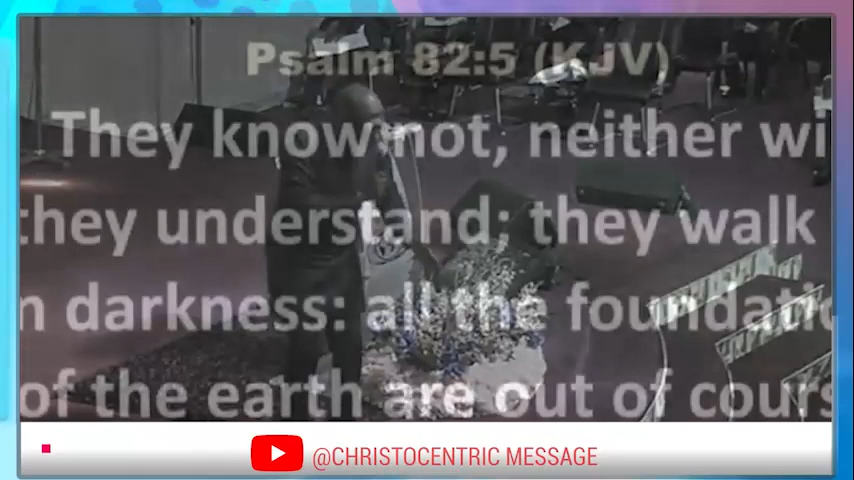 Psalm 82:5 (KJV)
They know not, neither wi
they understand; they walk
n darkness: all the foundatio
of the earth are out of cours
@CHRISTOCENTRIC MESSAGE